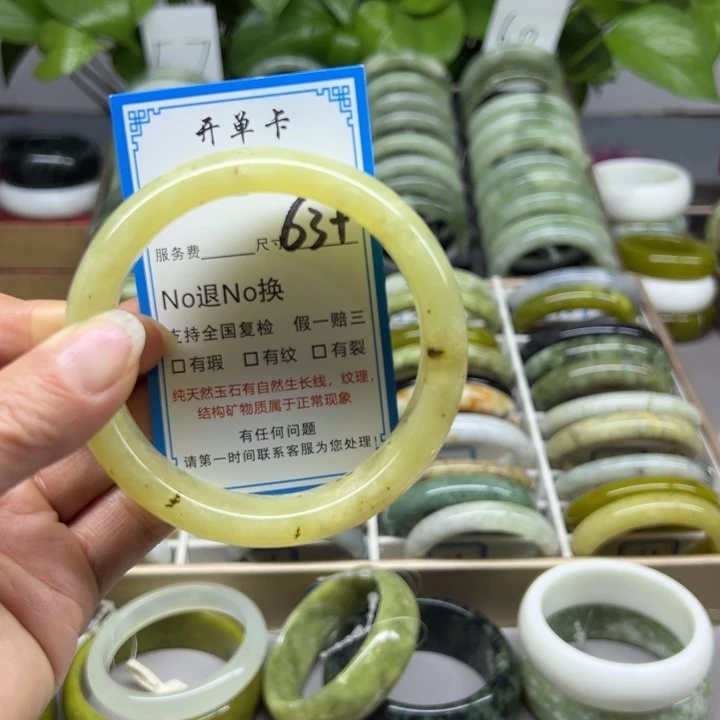 57
62
开单卡
服务费 尺寸 63+
No退No换
支持全国复检 假一赔三
□有瑕 □有纹 □有裂
纯天然玉石有自然生长线，纹理，
结构矿物质属于正常现象
有任何问题
请第一时间联系客服为您处理!